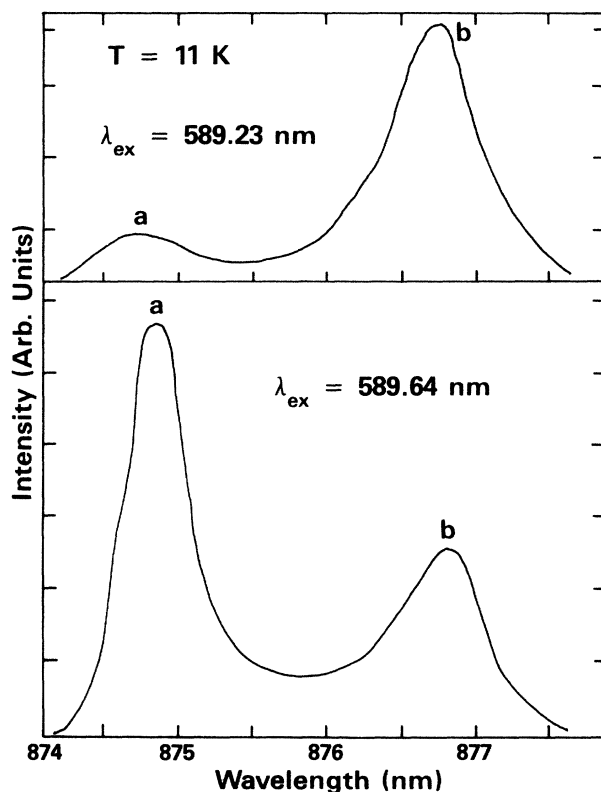 T = 11 K
b
λex = 589.23 nm
a
a
λex = 589.64 nm
b
Intensity (Arb. Units)
874 875 876 877
Wavelength (nm)